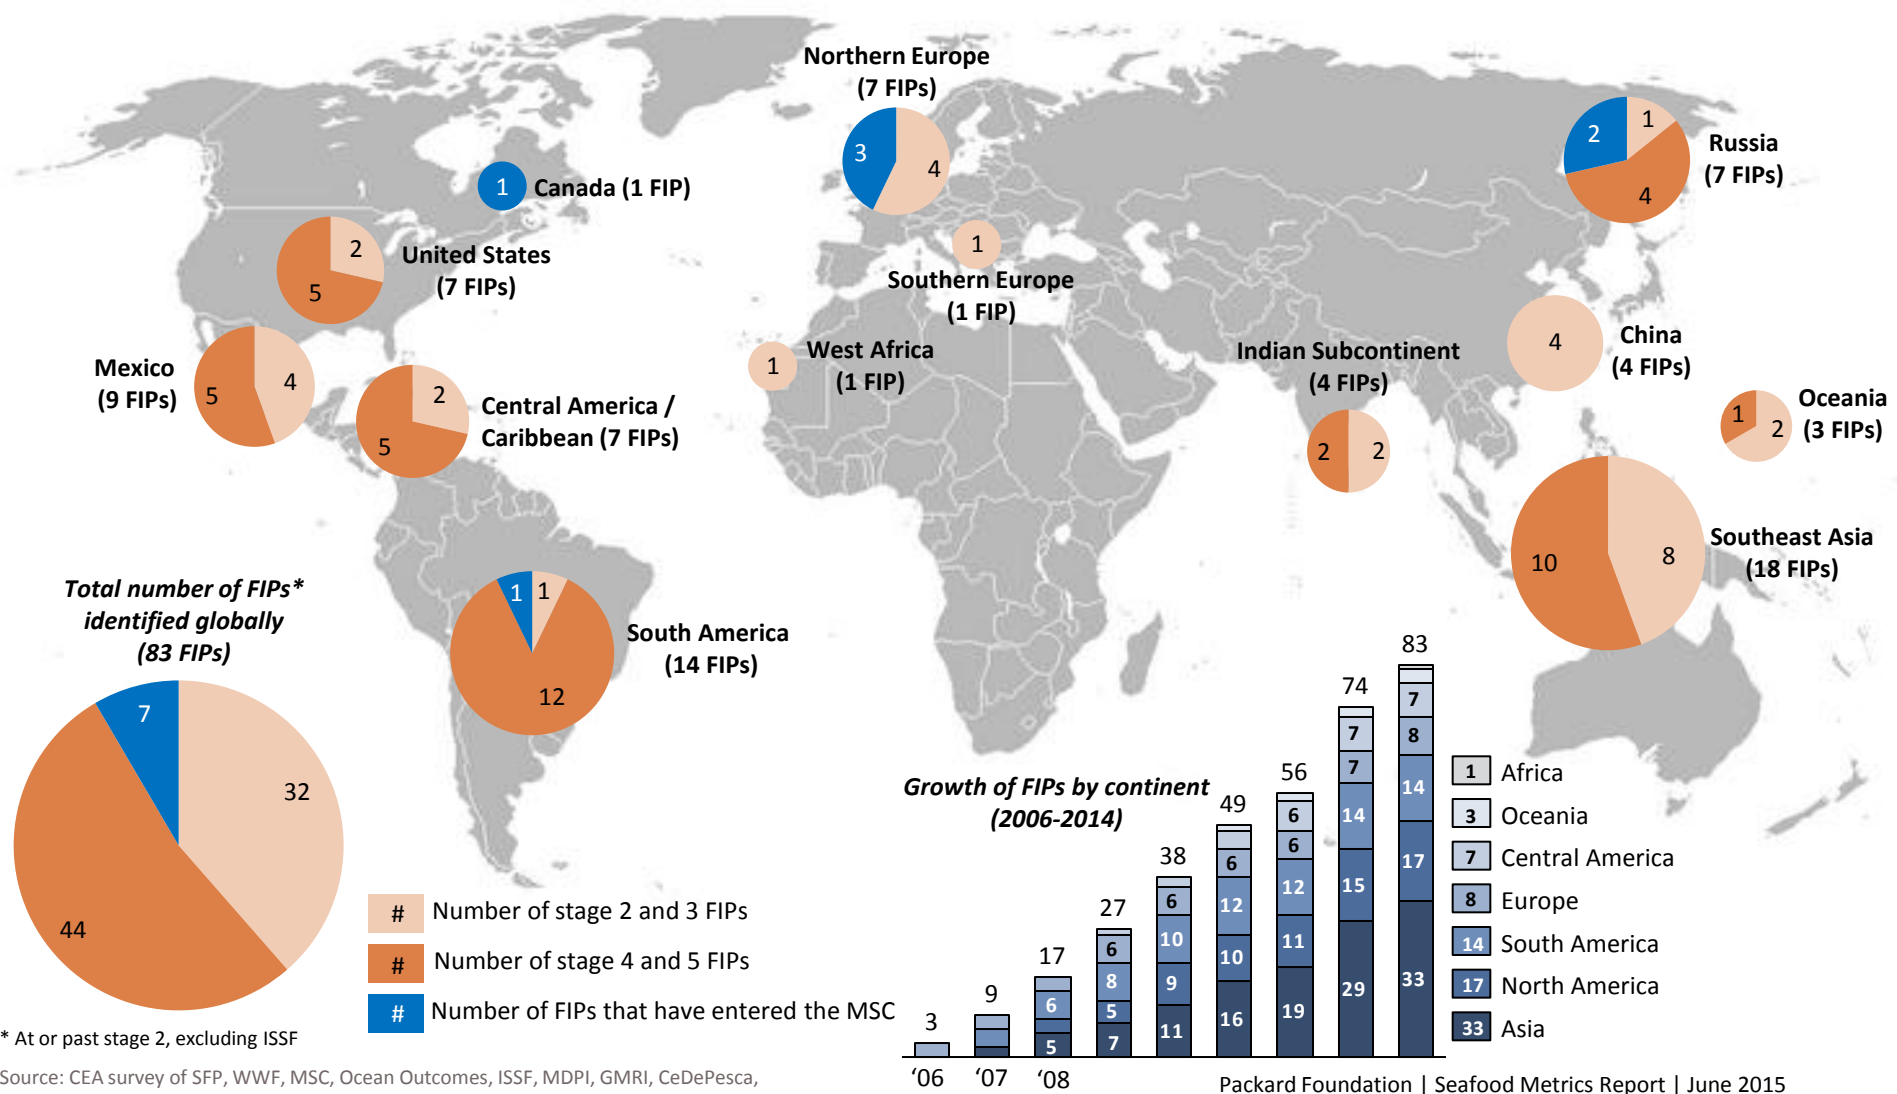 Northern Europe
(7 FIPs)
3
4
2
1
4
Russia
(7 FIPs)
1
Canada (1 FIP)
2
5
United States
(7 FIPs)
1
Southern Europe
(1 FIP)
Mexico
(9 FIPs)
5
4
2
5
Central America /
Caribbean (7 FIPs)
1
West Africa
(1 FIP)
Indian Subcontinent
(4 FIPs)
2
2
4
China
(4 FIPs)
1
2
Oceania
(3 FIPs)
10
8
Southeast Asia
(18 FIPs)
1
1
12
South America
(14 FIPs)
Total number of FIPs*
identified globally
(83 FIPs)
7
32
44
# Number of stage 2 and 3 FIPs
# Number of stage 4 and 5 FIPs
# Number of FIPs that have entered the MSC
* At or past stage 2, excluding ISSF
Source: CEA survey of SFP, WWF, MSC, Ocean Outcomes, ISSF, MDPI, GMRI, CeDePesca,
Growth of FIPs by continent
(2006-2014)
3
9
17
6
5
27
6
8
5
7
38
6
10
9
11
49
6
12
10
16
56
6
6
12
11
19
74
7
7
14
15
29
83
7
8
14
17
33
‘06 ‘07 ‘08
1 Africa
3 Oceania
7 Central America
8 Europe
14 South America
17 North America
33 Asia
Packard Foundation | Seafood Metrics Report | June 2015